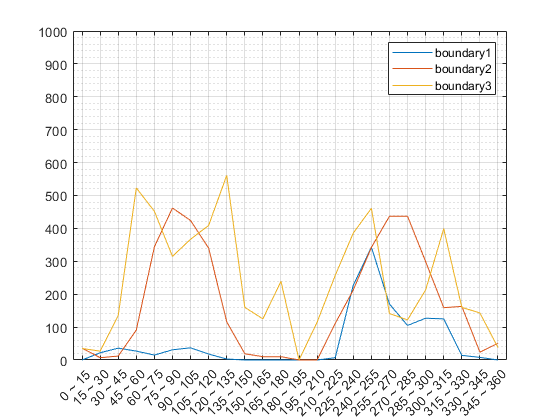 1000
900
800
700
600
500
400
300
200
100
0
boundary1
boundary2
boundary3
0 ~ 15
15 ~ 30
30 ~ 45
45 ~ 60
60 ~ 75
75 ~ 90
90 ~ 105
105 ~ 120
120 ~ 135
135 ~ 150
150 ~ 165
165 ~ 180
180 ~ 195
195 ~ 210
210 ~ 225
225 ~ 240
240 ~ 255
255 ~ 270
270 ~ 285
285 ~ 300
300 ~ 315
315 ~ 330
330 ~ 345
345 ~ 360